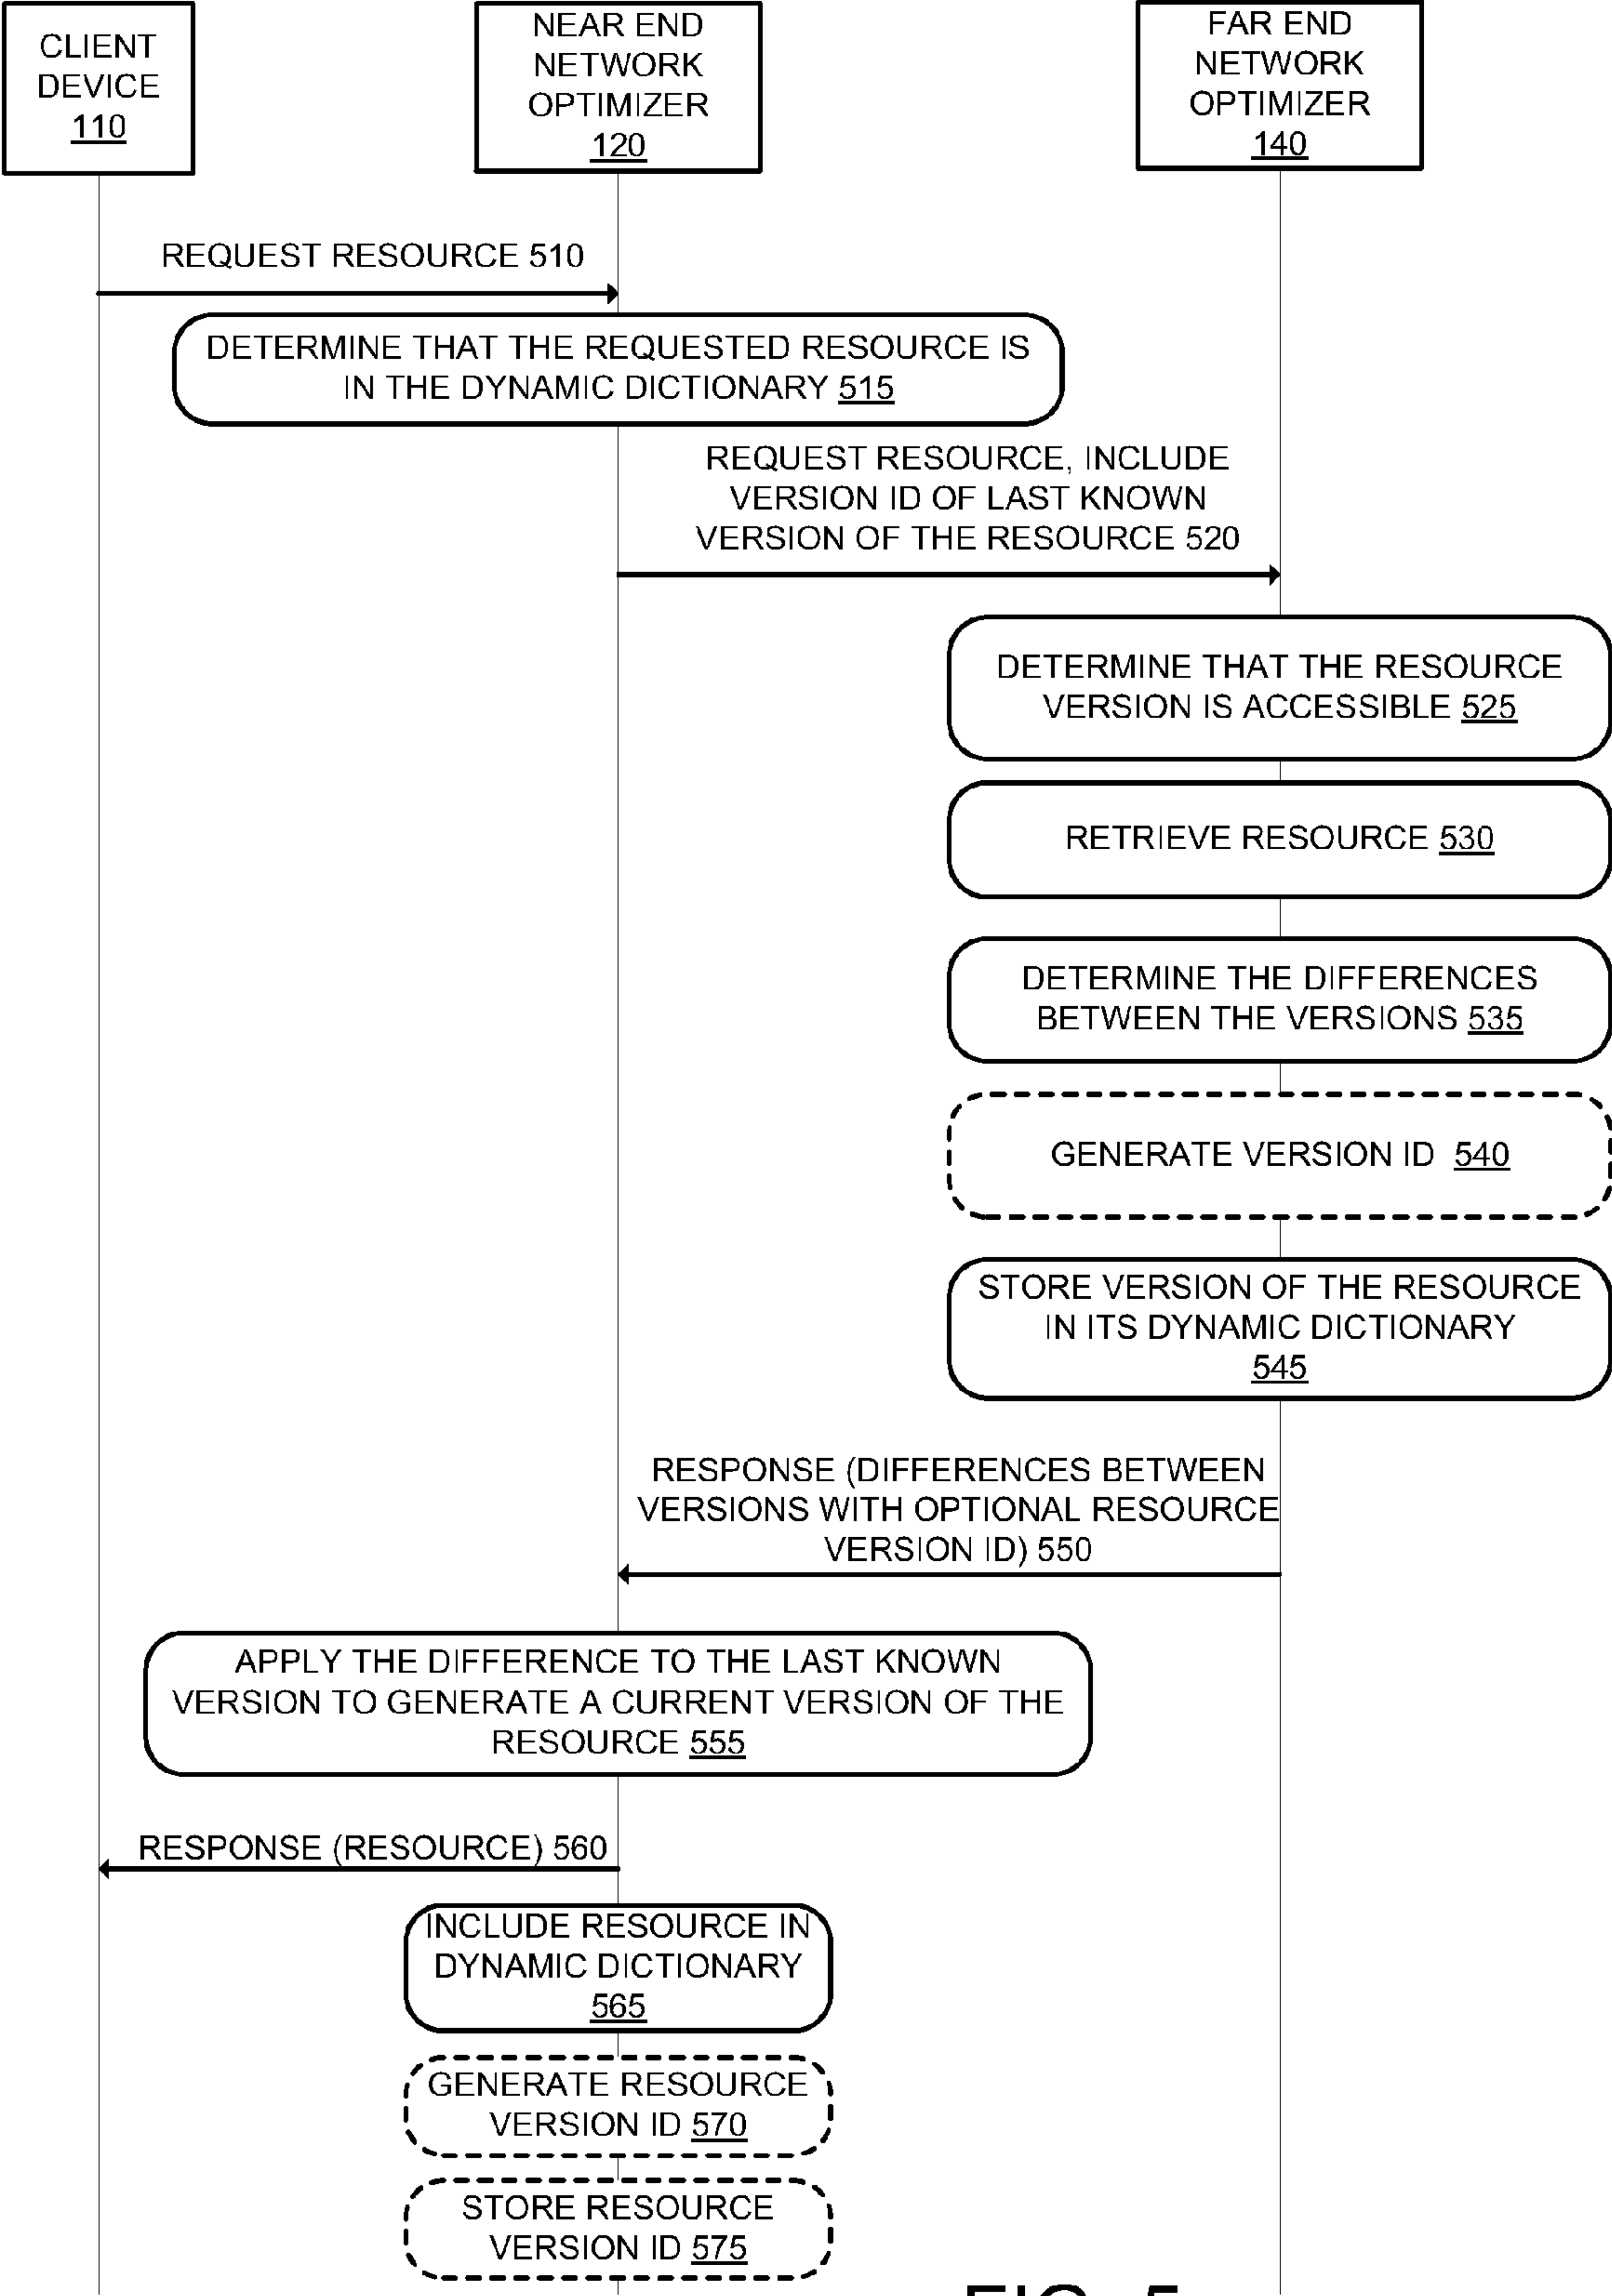 CLIENT
DEVICE
110
NEAR END
NETWORK
OPTIMIZER
120
FAR END
NETWORK
OPTIMIZER
140
REQUEST RESOURCE 510
DETERMINE THAT THE REQUESTED RESOURCE IS
IN THE DYNAMIC DICTIONARY 515
REQUEST RESOURCE, INCLUDE
VERSION ID OF LAST KNOWN
VERSION OF THE RESOURCE 520
DETERMINE THAT THE RESOURCE
VERSION IS ACCESSIBLE 525
RETRIEVE RESOURCE 530
DETERMINE THE DIFFERENCES
BETWEEN THE VERSIONS 535
GENERATE VERSION ID 540
STORE VERSION OF THE RESOURCE
IN ITS DYNAMIC DICTIONARY
545
RESPONSE (DIFFERENCES BETWEEN
VERSIONS WITH OPTIONAL RESOURCE
VERSION ID) 550
APPLY THE DIFFERENCE TO THE LAST KNOWN
VERSION TO GENERATE A CURRENT VERSION OF THE
RESOURCE 555
RESPONSE (RESOURCE) 560
INCLUDE RESOURCE IN
DYNAMIC DICTIONARY
565
GENERATE RESOURCE
VERSION ID 570
STORE RESOURCE
VERSION ID 575